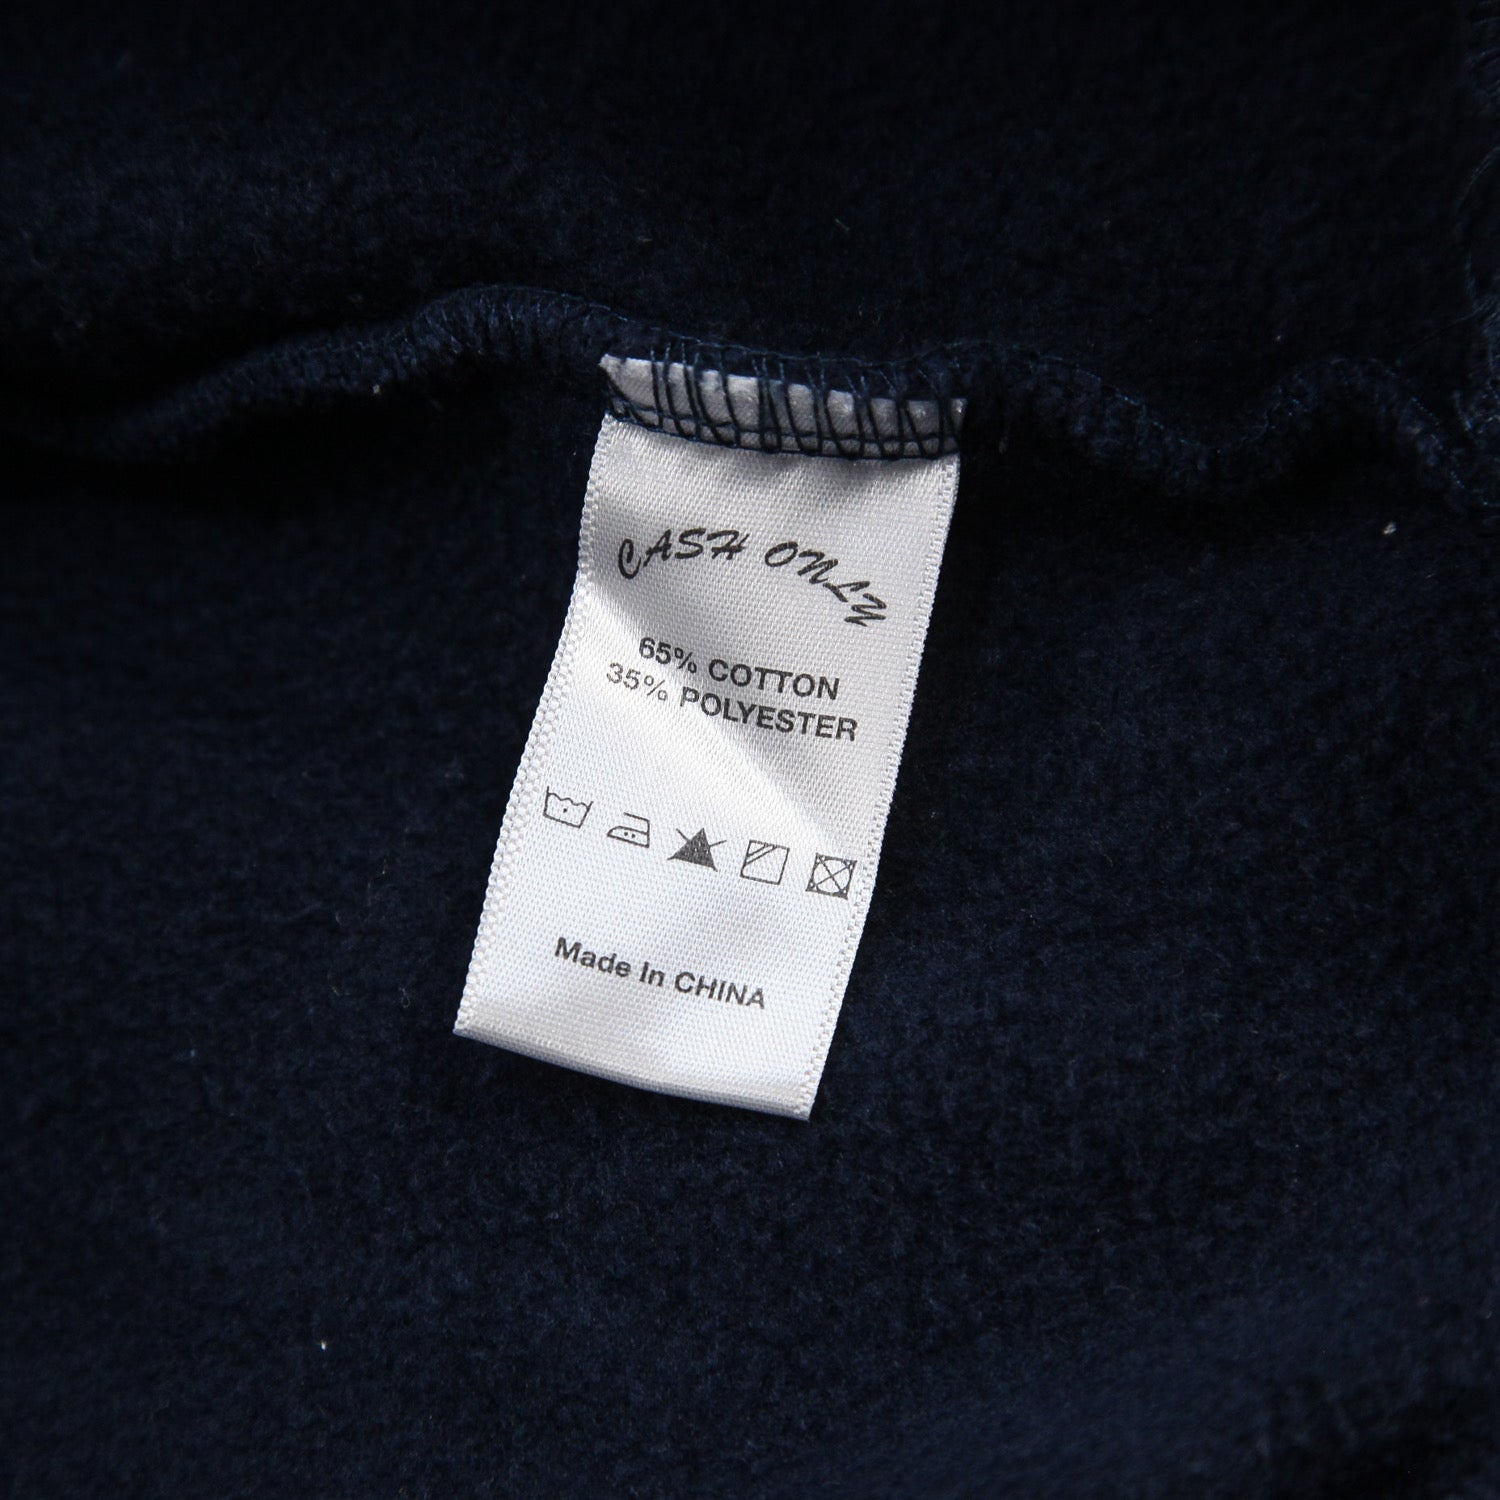 CASH ONLY
65% COTTON
35% POLYESTER
Made In CHINA